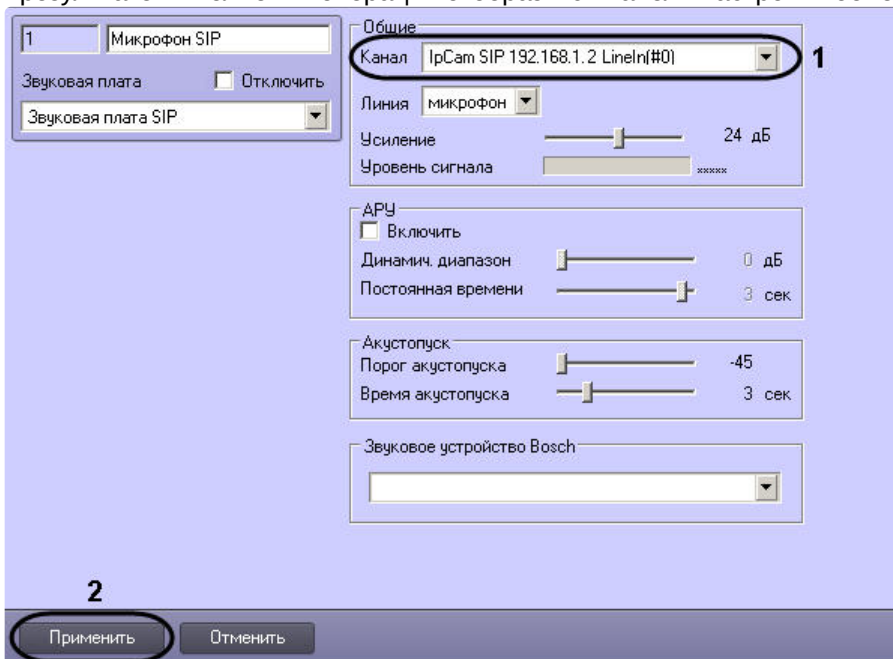 1 Микрофон SIP
Звуковая плата Отключить
Звуковая плата SIP
Общие
Канал IpCam SIP 192.168.1.2 LineIn(#0) 1
Линия микрофон
Усиление 24 дБ
Уровень сигнала xxxxx
АРУ
Включить
Динамич. диапазон 0 дБ
Постоянная времени 3 сек
Акустопуск
Порог акустопуска -45
Время акустопуска 3 сек
Звуковое устройство Bosch
2
Применить Отменить